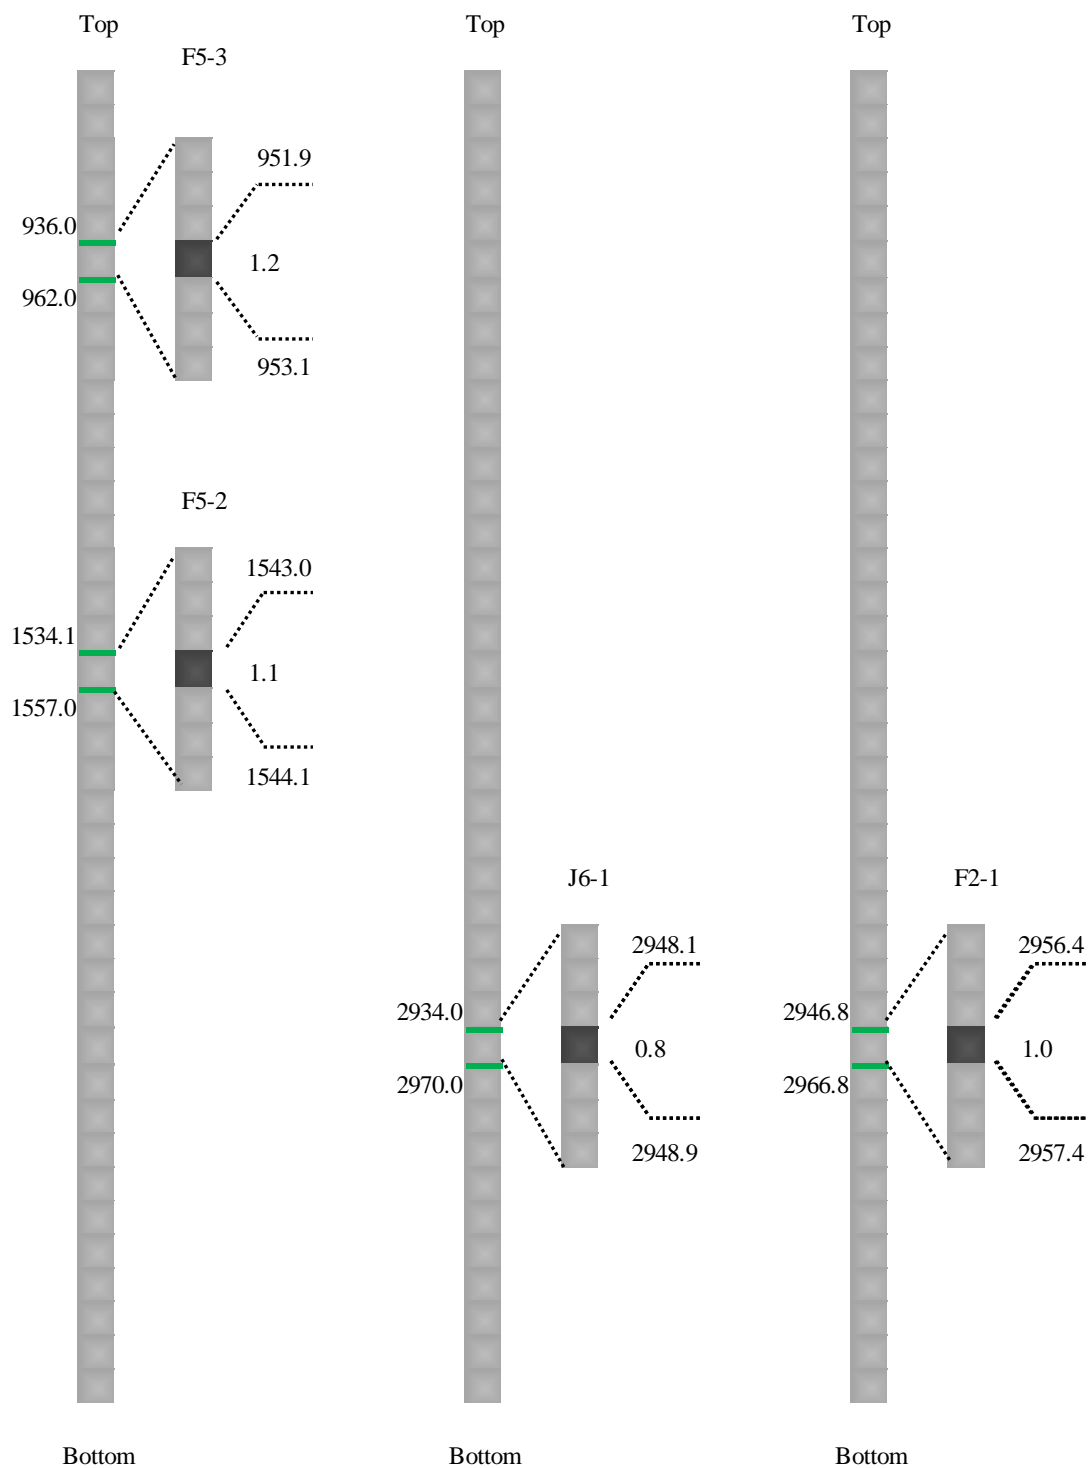 Top
F5-3
951.9
936.0
1.2
962.0
953.1
F5-2
1543.0
1534.1
1.1
1557.0
1544.1
Bottom
Top
J6-1
2948.1
2934.0
0.8
2970.0
2948.9
Bottom
Top
F2-1
2956.4
2946.8
1.0
2966.8
2957.4
Bottom